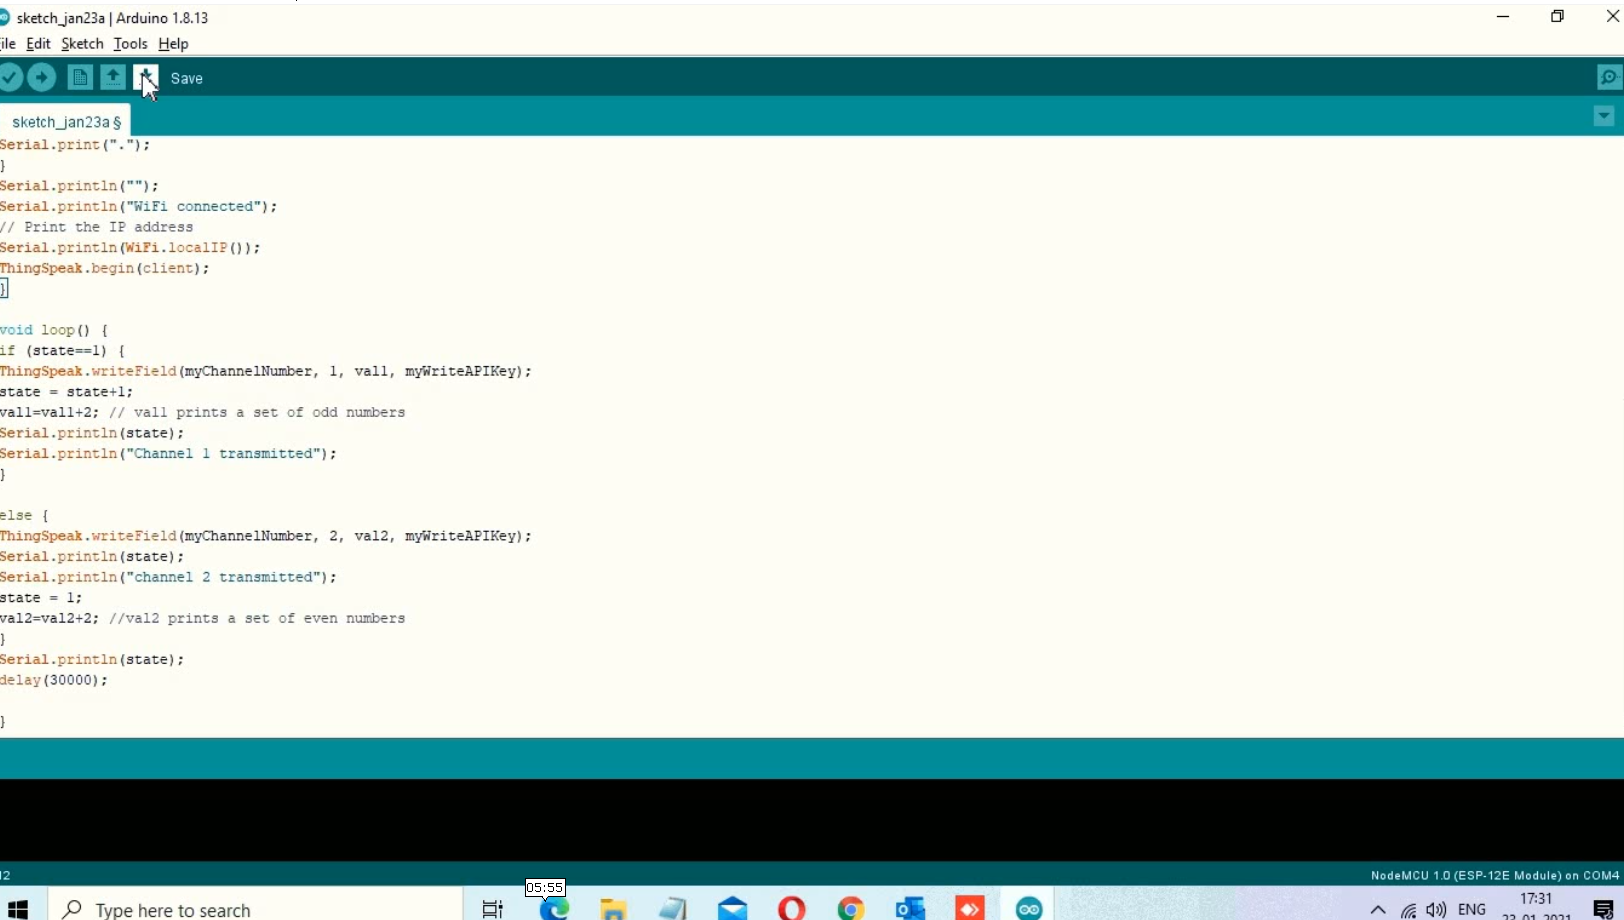 sketch_jan23a | Arduino 1.8.13
ile Edit Sketch Tools Help
Save
sketch_jan23a §
Serial.print(".");
}
Serial.println("");
Serial.println("WiFi connected");
// Print the IP address
Serial.println(WiFi.localIP());
ThingSpeak.begin(client);
}
void loop() {
if (state==1) {
ThingSpeak.writeField(myChannelNumber, 1, val1, myWriteAPIKey);
state = state+1;
val1=val1+2; // val1 prints a set of odd numbers
Serial.println(state);
Serial.println("Channel 1 transmitted");
}
else {
ThingSpeak.writeField(myChannelNumber, 2, val2, myWriteAPIKey);
Serial.println(state);
Serial.println("channel 2 transmitted");
state = 1;
val2=val2+2; //val2 prints a set of even numbers
}
Serial.println(state);
delay(30000);
}
12
NodeMCU 1.0 (ESP-12E Module) on COM4
05:55
Type here to search
ENG
17:31